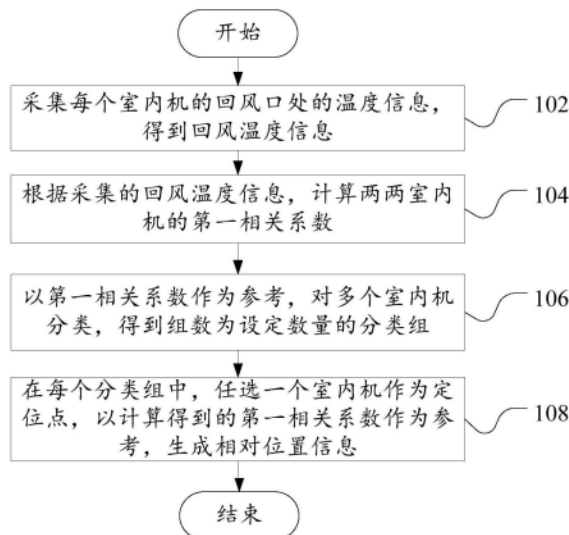 开始
采集每个室内机的回风口处的温度信息，
得到回风温度信息
102
根据采集的回风温度信息，计算两两室内
机的第一相关系数
104
以第一相关系数作为参考，对多个室内机
分类，得到组数为设定数量的分类组
106
在每个分类组中，任选一个室内机作为定
位点，以计算得到的第一相关系数作为参
考，生成相对位置信息
108
结束